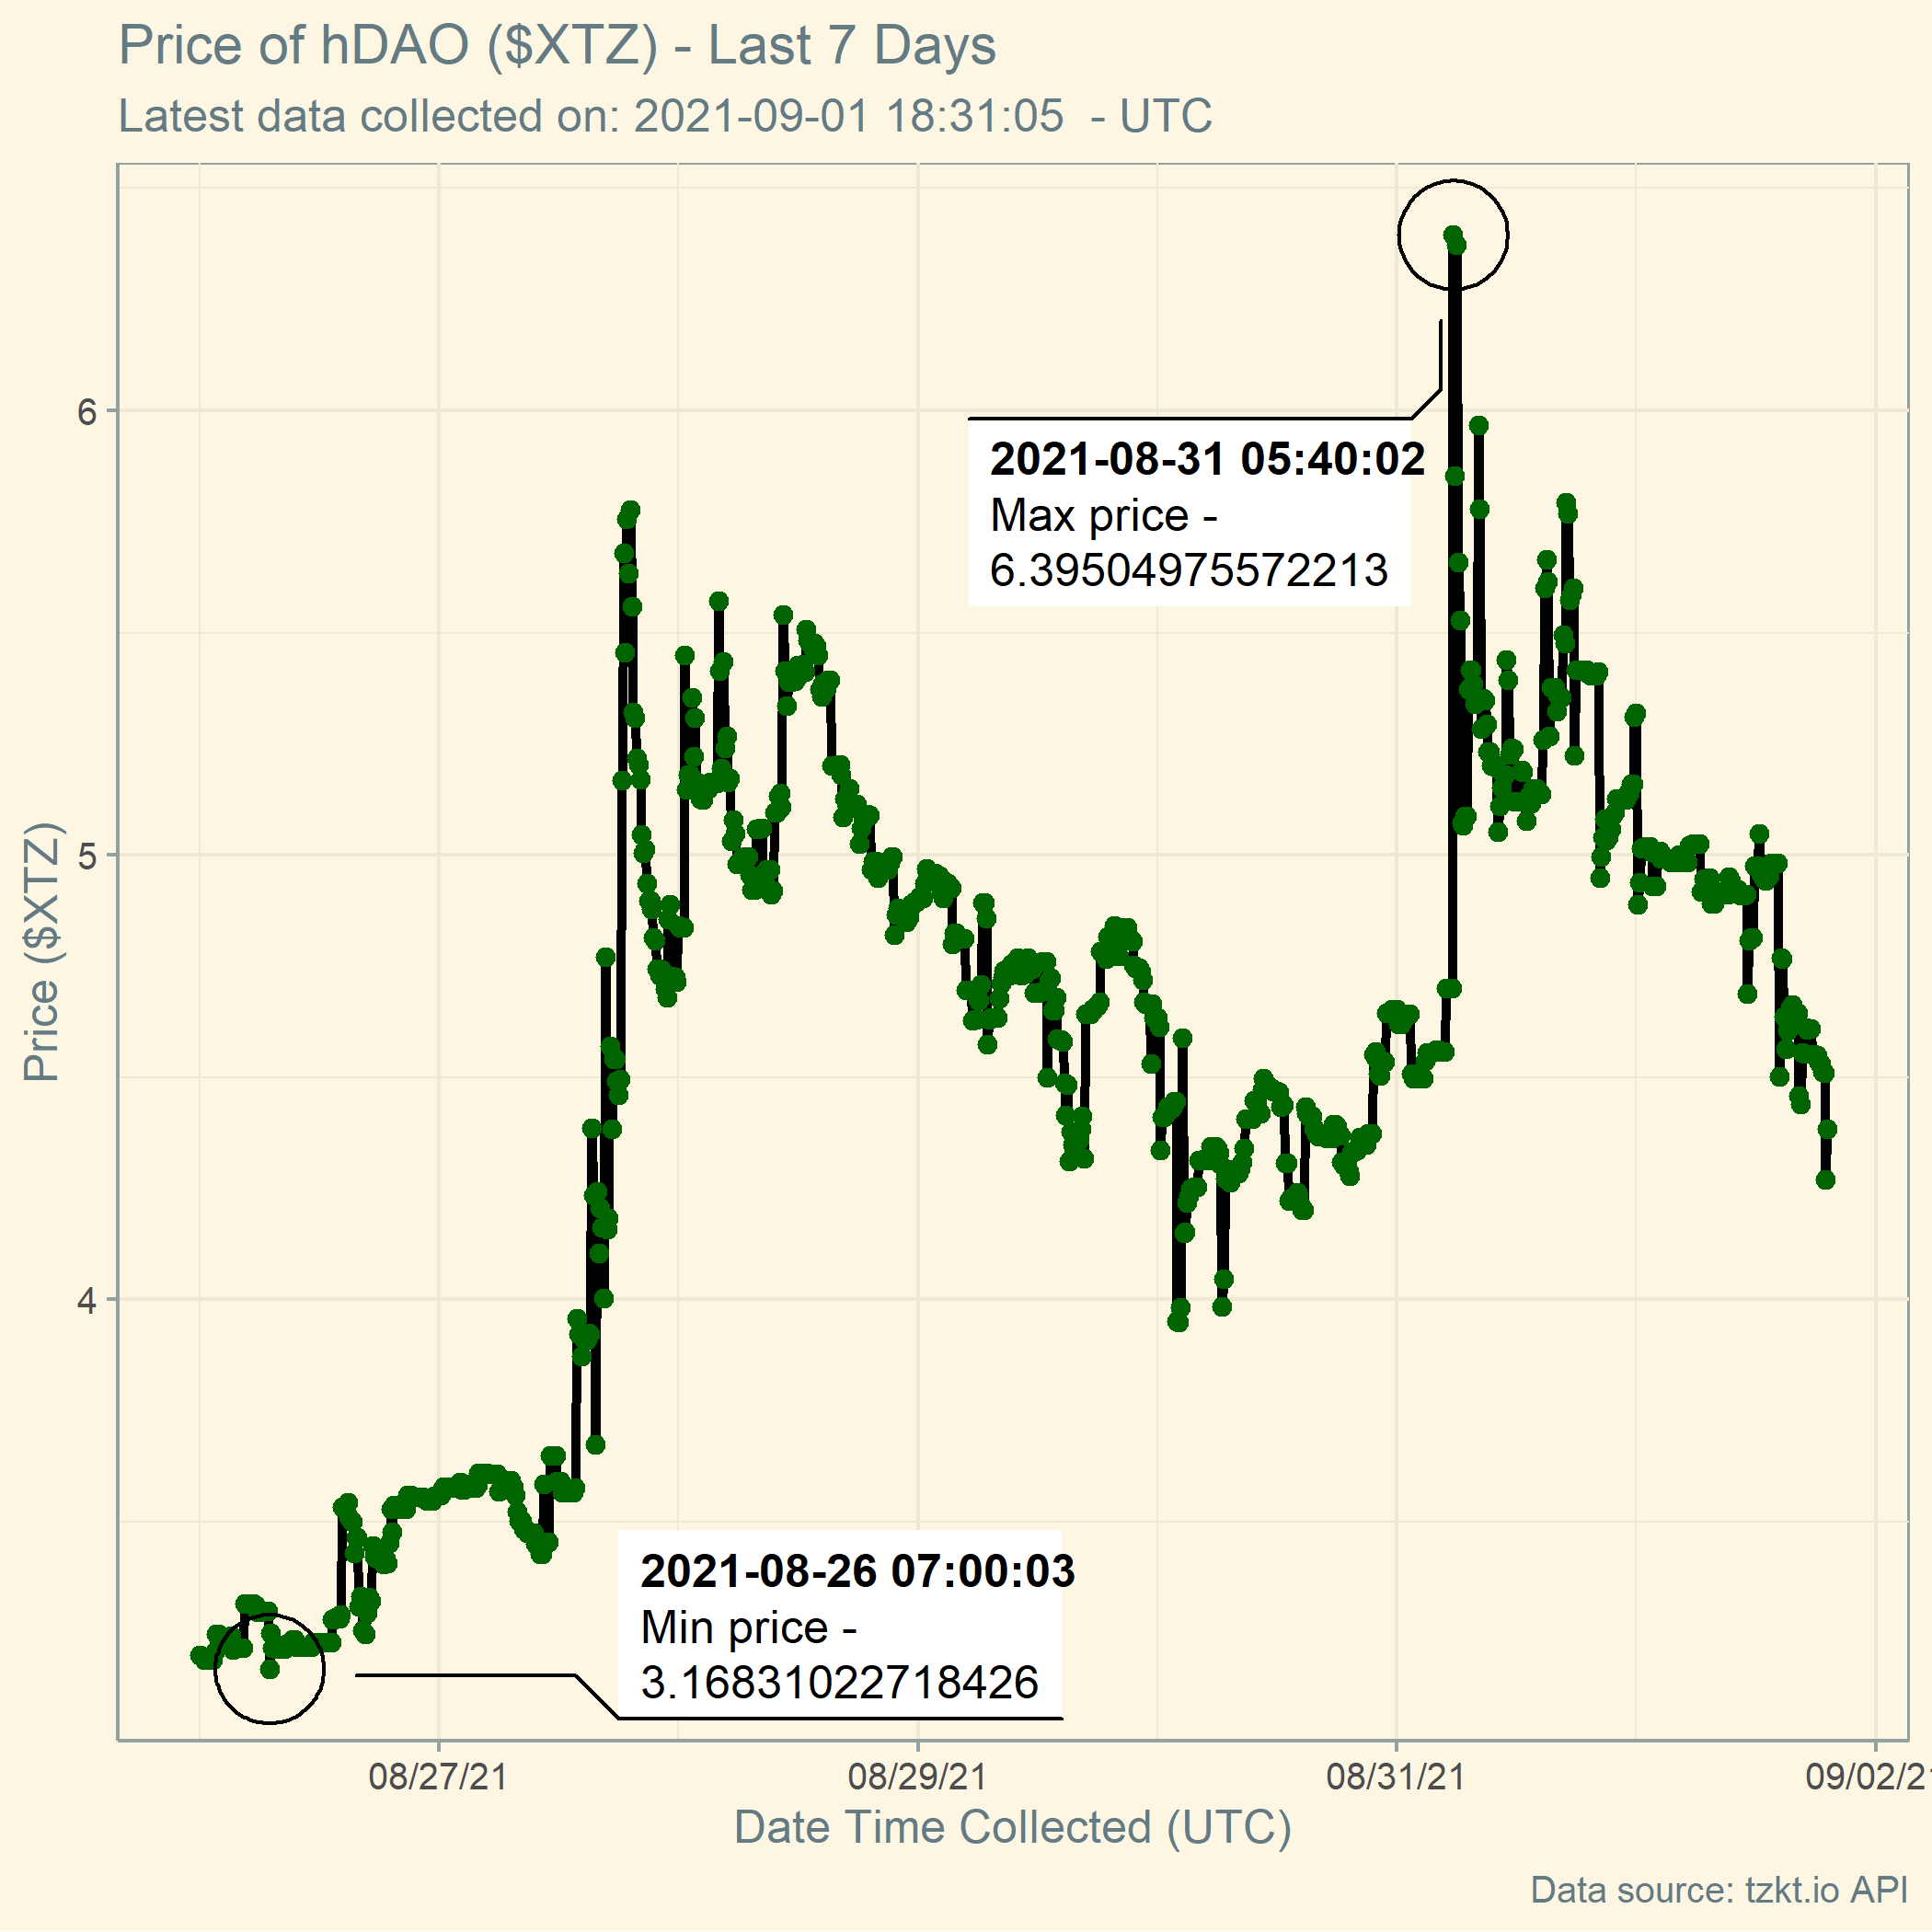 Price of hDAO ($XTZ) - Last 7 Days
Latest data collected on: 2021-09-01 18:31:05  - UTC
6
2021-08-31 05:40:02
Max price -
6.39504975572213
5
Price ($XTZ)
4
2021-08-26 07:00:03
Min price -
3.16831022718426
08/27/21
08/29/21
08/31/21
09/02/21
Date Time Collected (UTC)
Data source: tzkt.io API